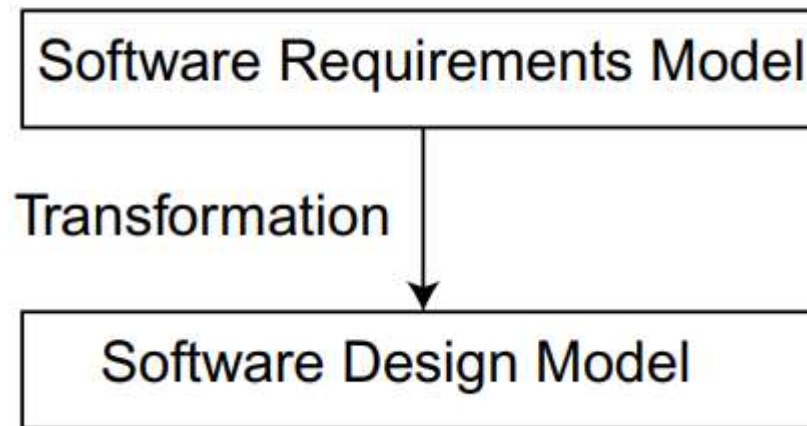 Software Requirements Model
Transformation
Software Design Model